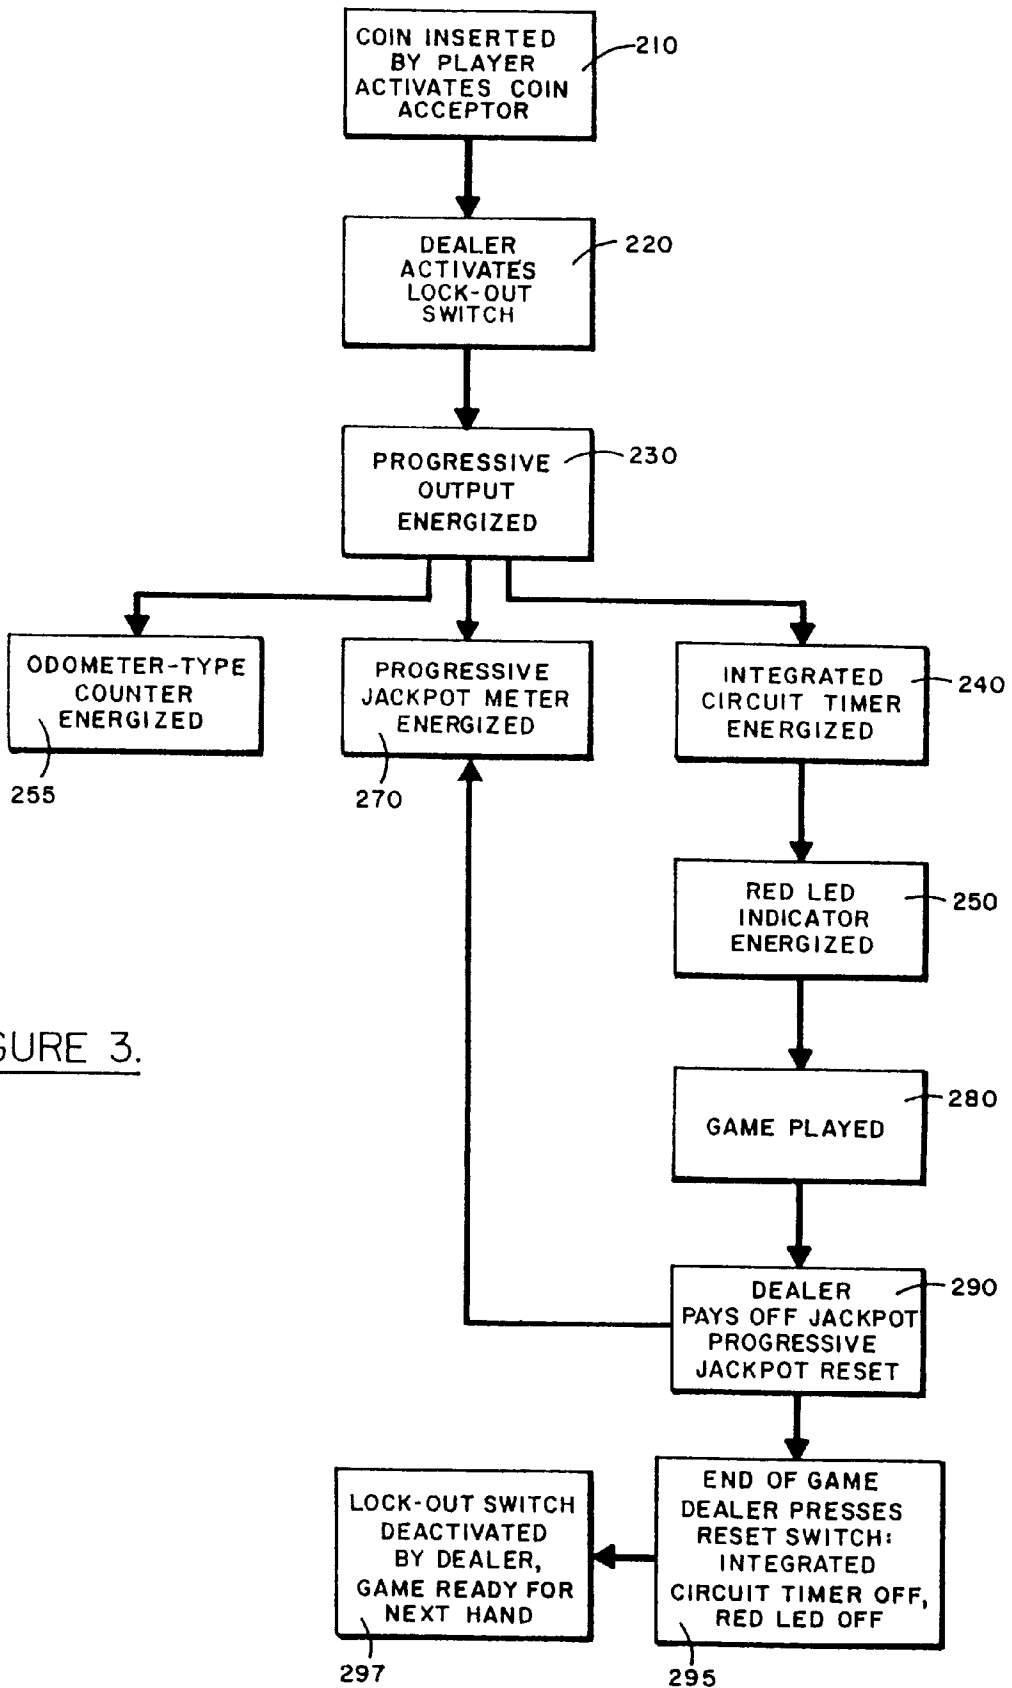 COIN INSERTED
BY PLAYER
ACTIVATES COIN
ACCEPTOR
210
DEALER
ACTIVATES
LOCK-OUT
SWITCH
220
PROGRESSIVE
OUTPUT
ENERGIZED
230
ODOMETER-TYPE
COUNTER
ENERGIZED
255
PROGRESSIVE
JACKPOT METER
ENERGIZED
270
INTEGRATED
CIRCUIT TIMER
ENERGIZED
240
RED LED
INDICATOR
ENERGIZED
250
GURE 3.
GAME PLAYED
280
DEALER
PAYS OFF JACKPOT
PROGRESSIVE
JACKPOT RESET
290
END OF GAME
DEALER PRESSES
RESET SWITCH:
INTEGRATED
CIRCUIT TIMER OFF,
RED LED OFF
295
LOCK-OUT SWITCH
DEACTIVATED
BY DEALER,
GAME READY FOR
NEXT HAND
297